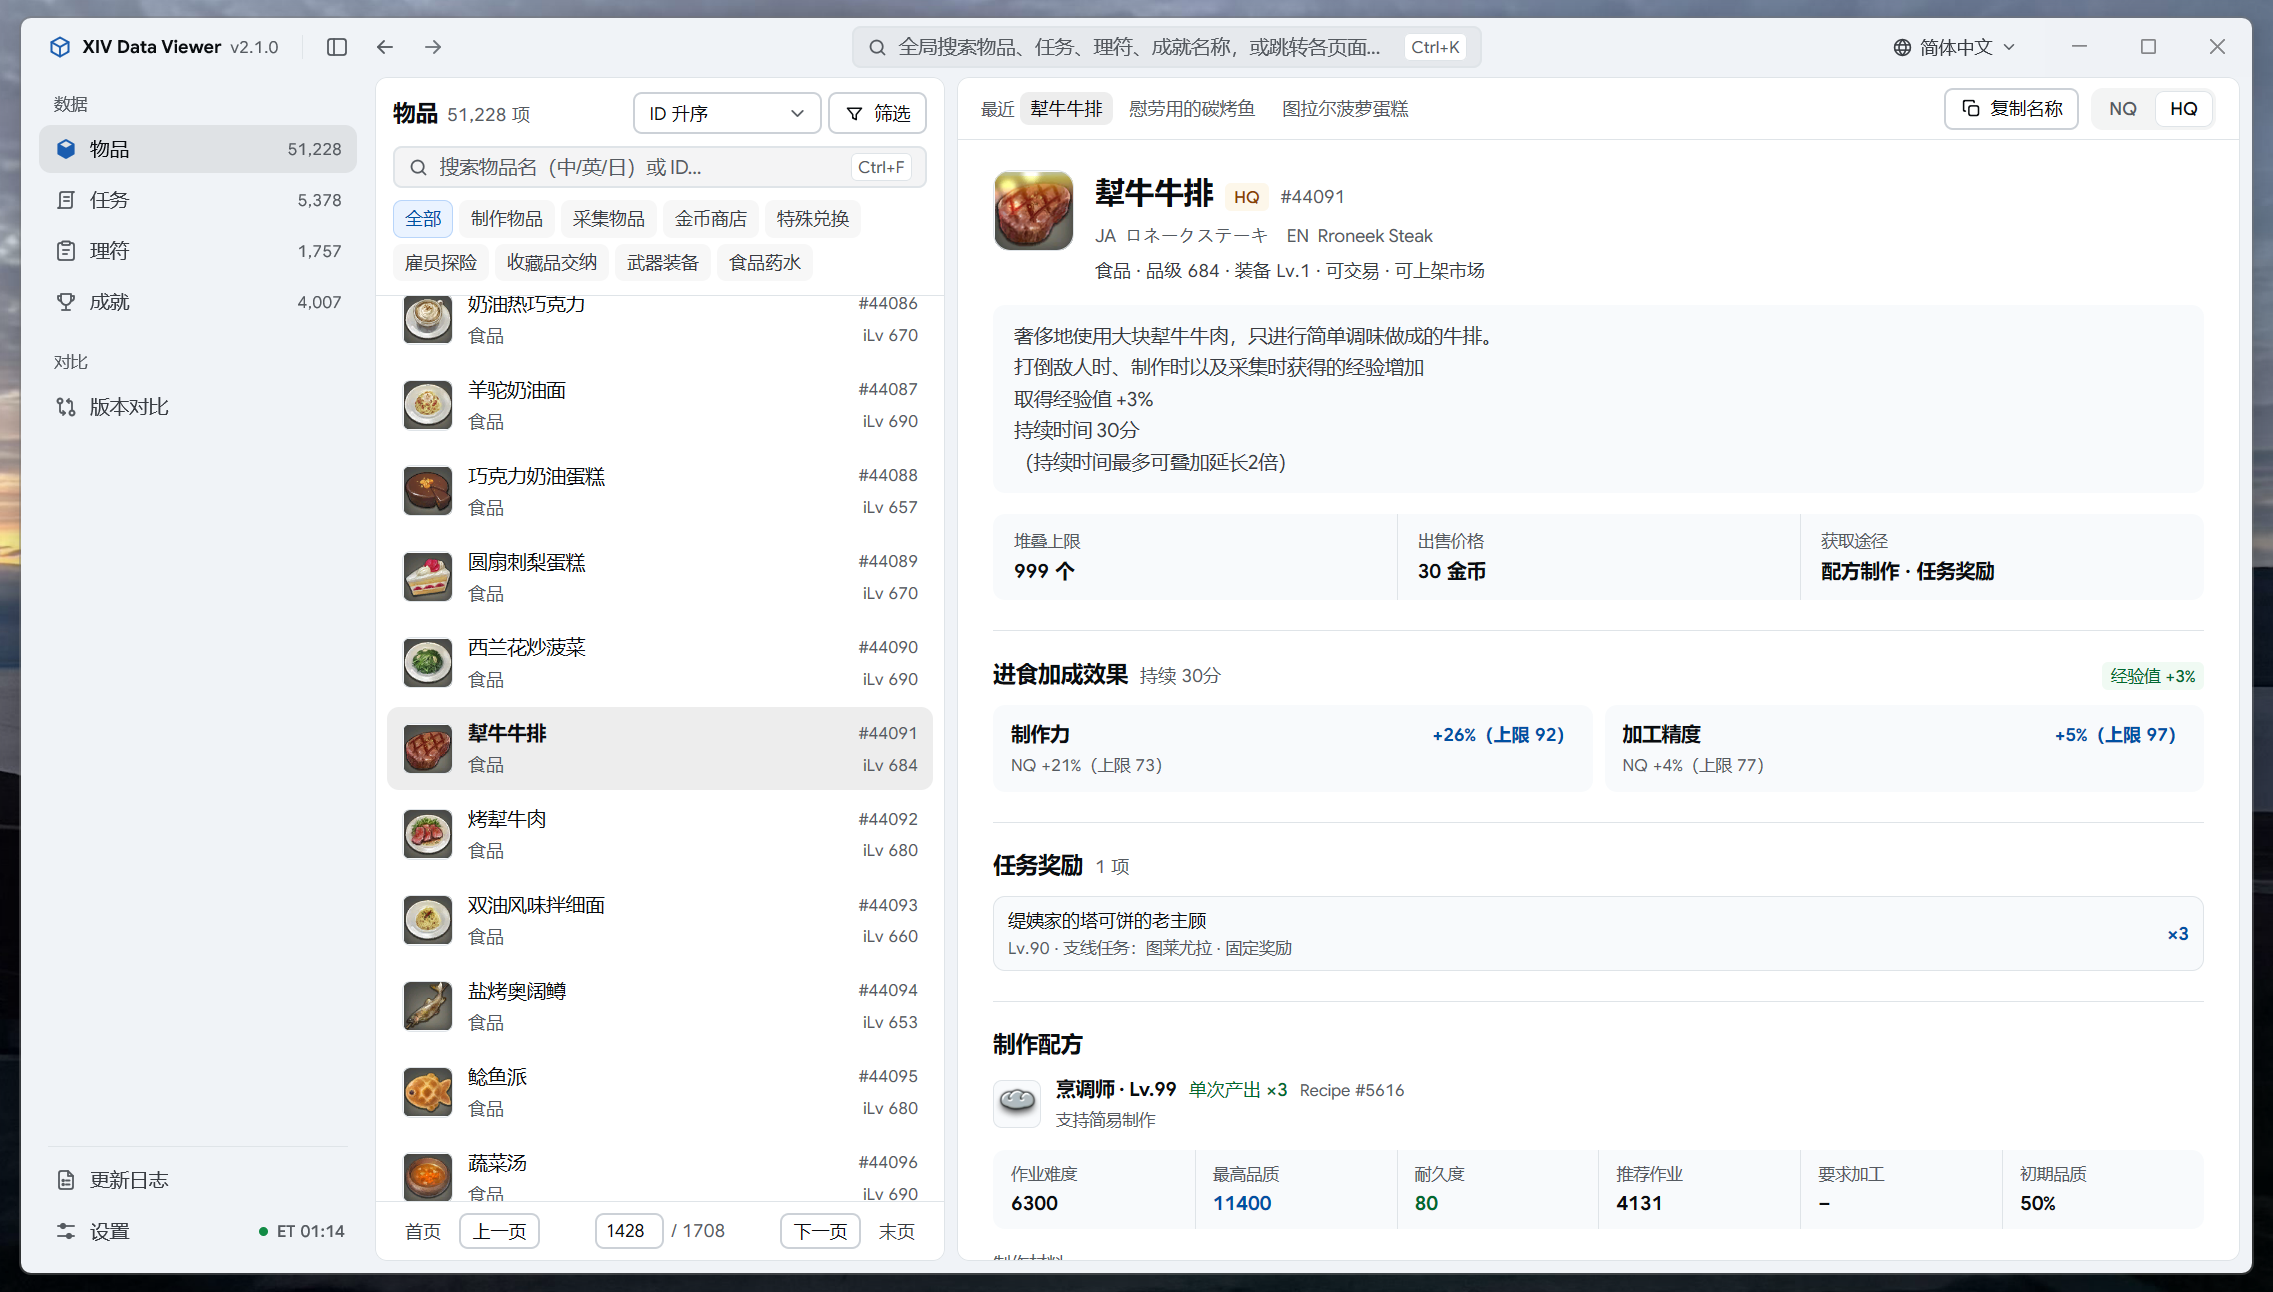 XIV Data Viewer v2.1.0
全局搜索物品、任务、理符、成就名称，或跳转各页面... Ctrl+K
简体中文
数据
物品 51,228
任务 5,378
理符 1,757
成就 4,007
对比
版本对比
更新日志
设置 ET 01:14
物品 51,228 项 ID 升序 筛选
搜索物品名（中/英/日）或 ID... Ctrl+F
全部 制作物品 采集物品 金币商店 特殊兑换
雇员探险 收藏品交纳 武器装备 食品药水
奶油热巧克力 #44086
食品 iLv 670
羊驼奶油面 #44087
食品 iLv 690
巧克力奶油蛋糕 #44088
食品 iLv 657
圆扇刺梨蛋糕 #44089
食品 iLv 670
西兰花炒菠菜 #44090
食品 iLv 690
犎牛牛排 #44091
食品 iLv 684
烤犎牛肉 #44092
食品 iLv 680
双油风味拌细面 #44093
食品 iLv 660
盐烤奥阔鳟 #44094
食品 iLv 653
鲶鱼派 #44095
食品 iLv 680
蔬菜汤 #44096
食品 iLv 690
首页 上一页 1428 / 1708 下一页 末页
最近 犎牛牛排 慰劳用的碳烤鱼 图拉尔菠萝蛋糕 复制名称 NQ HQ
犎牛牛排 HQ #44091
JA ロネークステーキ EN Rroneek Steak
食品 · 品级 684 · 装备 Lv.1 · 可交易 · 可上架市场
奢侈地使用大块犎牛牛肉，只进行简单调味做成的牛排。
打倒敌人时、制作时以及采集时获得的经验增加
取得经验值 +3%
持续时间 30分
（持续时间最多可叠加延长2倍）
堆叠上限 出售价格 获取途径
999 个 30 金币 配方制作 · 任务奖励
进食加成效果 持续 30分 经验值 +3%
制作力 +26%（上限 92） 加工精度 +5%（上限 97）
NQ +21%（上限 73） NQ +4%（上限 77）
任务奖励 1 项
缇姨家的塔可饼的老主顾
Lv.90 · 支线任务：图莱尤拉 · 固定奖励 ×3
制作配方
烹调师 · Lv.99 单次产出 ×3 Recipe #5616
支持简易制作
作业难度 最高品质 耐久度 推荐作业 要求加工 初期品质
6300 11400 80 4131 – 50%